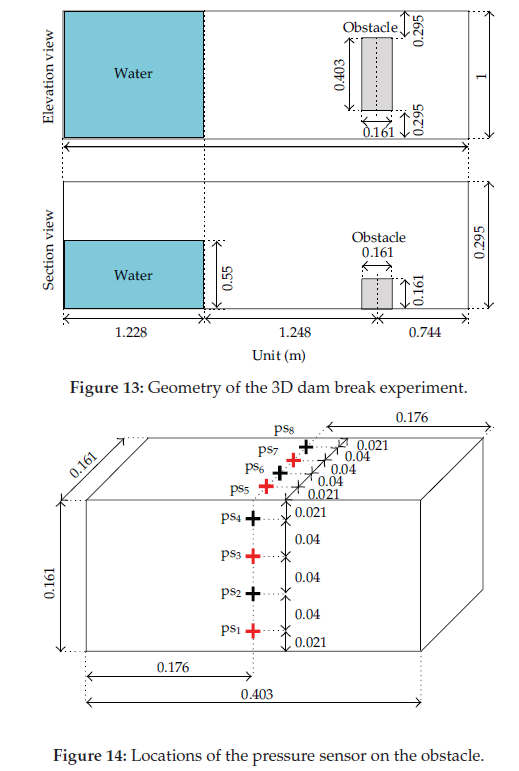 Elevation view
Water
Obstacle
0.295
0.403
0.161
0.295
1
Section view
Water
0.55
Obstacle
0.161
0.161
0.295
1.228
1.248
0.744
Unit (m)
Figure 13: Geometry of the 3D dam break experiment.
0.176
ps8
ps7
ps6
ps5
0.021
0.04
0.04
0.04
0.021
0.161
ps4
ps3
ps2
ps1
0.021
0.04
0.04
0.04
0.021
0.161
0.176
0.403
Figure 14: Locations of the pressure sensor on the obstacle.